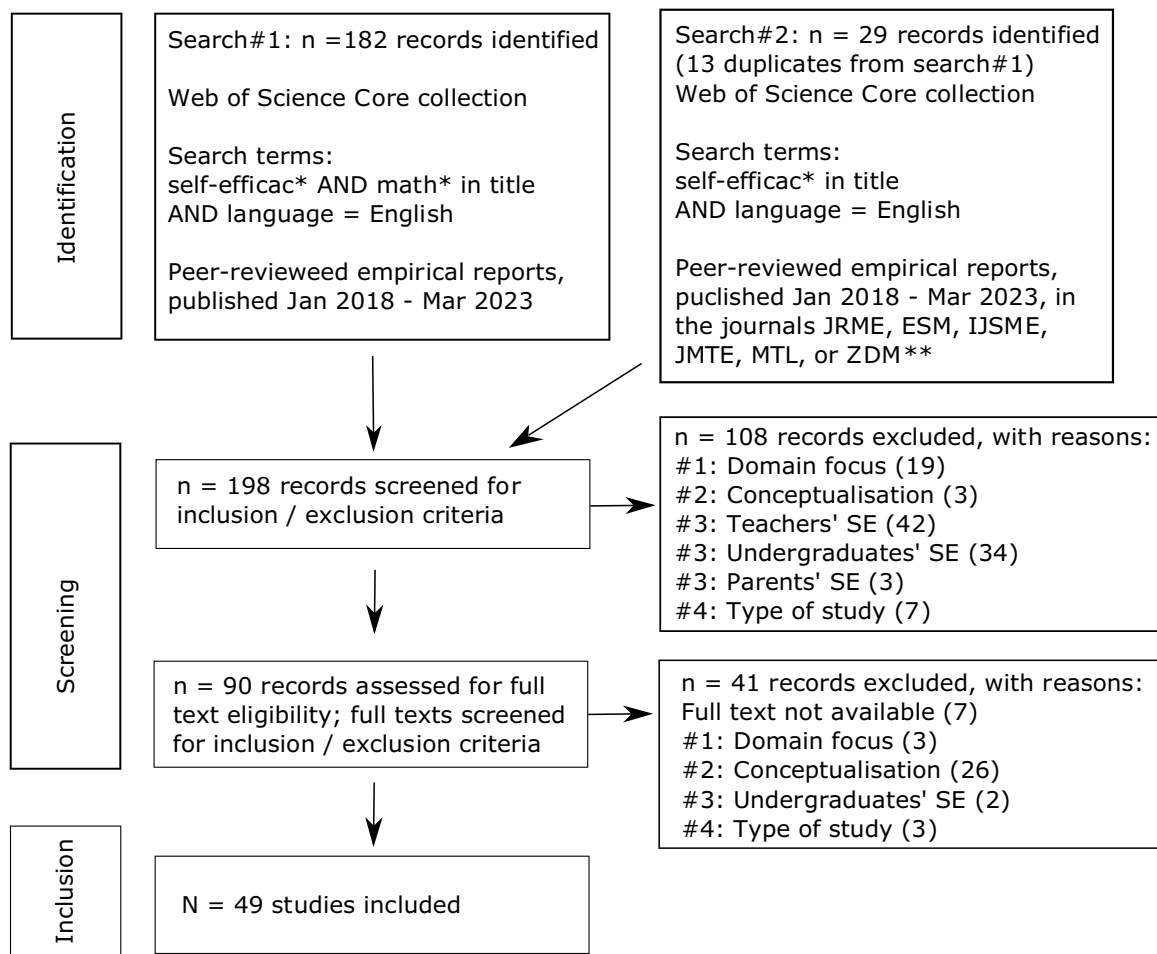 Identification
Search#1: n =182 records identified
Web of Science Core collection
Search terms:
self-efficac* AND math* in title
AND language = English
Peer-revieweed empirical reports,
published Jan 2018 - Mar 2023
Search#2: n = 29 records identified
(13 duplicates from search#1)
Web of Science Core collection
Search terms:
self-efficac* in title
AND language = English
Peer-reviewed empirical reports,
puclished Jan 2018 - Mar 2023, in
the journals JRME, ESM, IJSME,
JMTE, MTL, or ZDM**
Screening
n = 198 records screened for
inclusion / exclusion criteria
n = 108 records excluded, with reasons:
#1: Domain focus (19)
#2: Conceptualisation (3)
#3: Teachers' SE (42)
#3: Undergraduates' SE (34)
#3: Parents' SE (3)
#4: Type of study (7)
n = 90 records assessed for full
text eligibility; full texts screened
for inclusion / exclusion criteria
n = 41 records excluded, with reasons:
Full text not available (7)
#1: Domain focus (3)
#2: Conceptualisation (26)
#3: Undergraduates' SE (2)
#4: Type of study (3)
Inclusion
N = 49 studies included